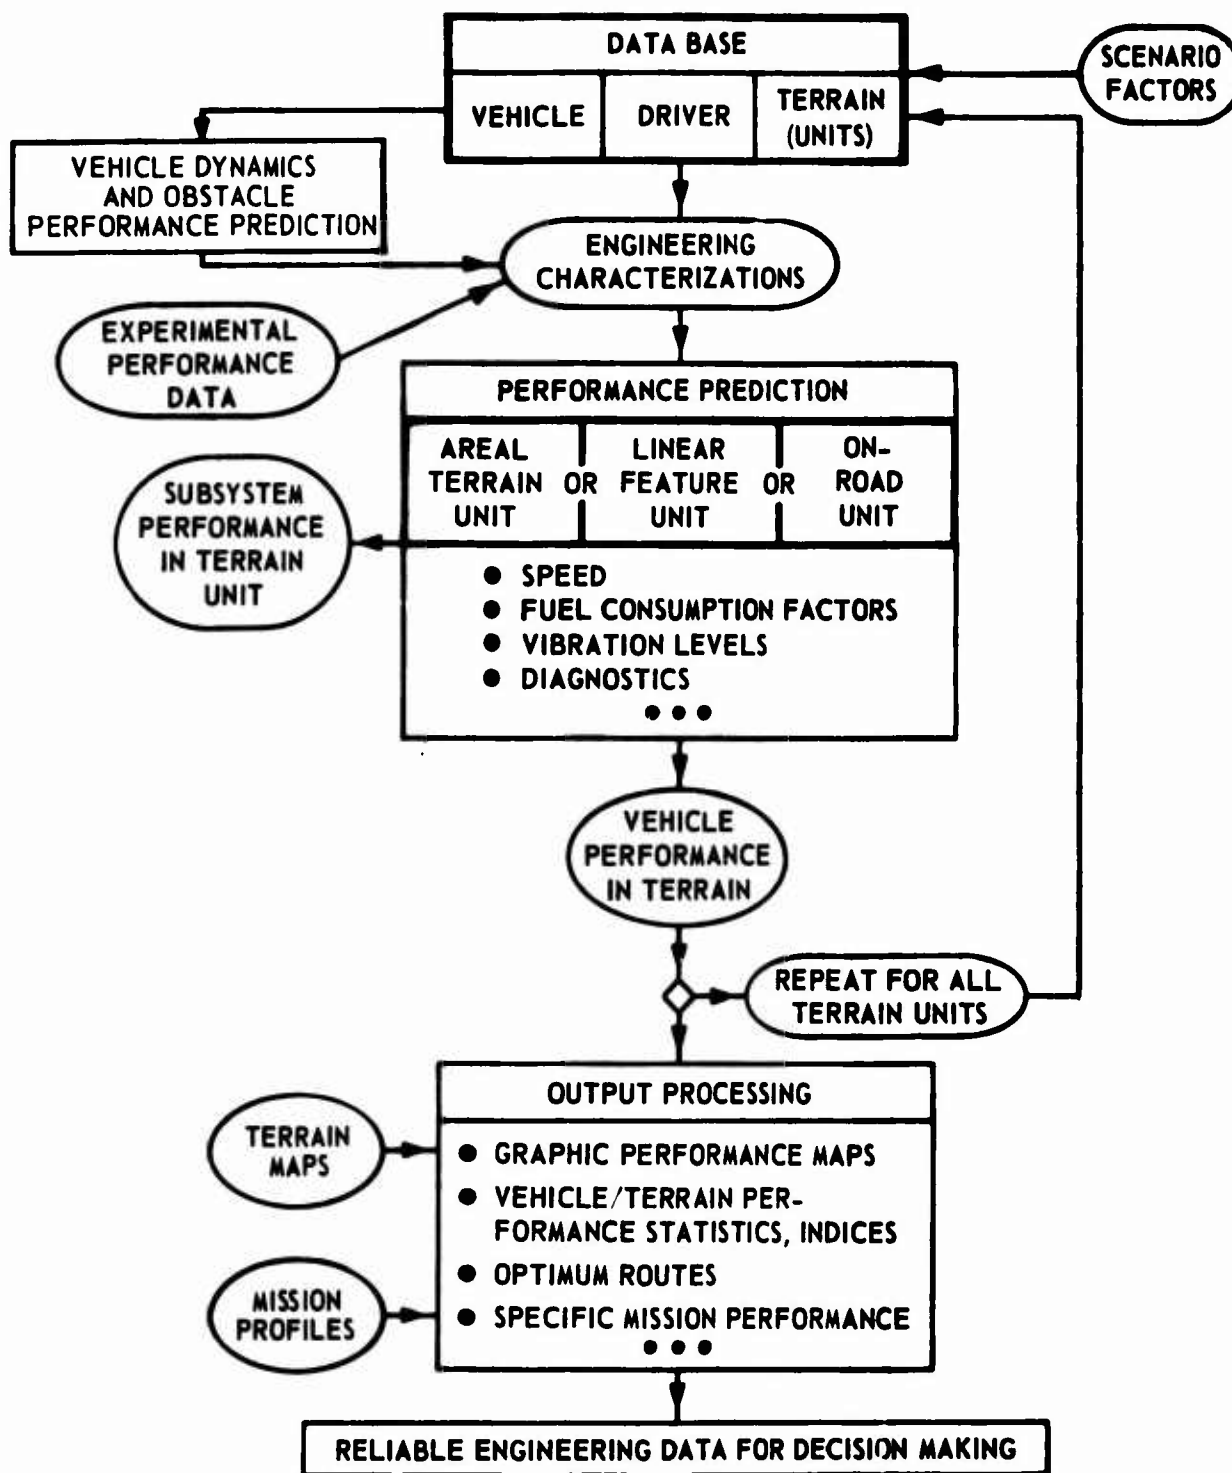 DATA BASE
VEHICLE
DRIVER
TERRAIN
(UNITS)
SCENARIO
FACTORS
VEHICLE DYNAMICS
AND OBSTACLE
PERFORMANCE PREDICTION
ENGINEERING
CHARACTERIZATIONS
EXPERIMENTAL
PERFORMANCE
DATA
PERFORMANCE PREDICTION
AREAL
TERRAIN
UNIT
OR
LINEAR
FEATURE
UNIT
OR
ON-
ROAD
UNIT
SUBSYSTEM
PERFORMANCE
IN TERRAIN
UNIT
● SPEED
● FUEL CONSUMPTION FACTORS
● VIBRATION LEVELS
● DIAGNOSTICS
● ● ●
VEHICLE
PERFORMANCE
IN TERRAIN
REPEAT FOR ALL
TERRAIN UNITS
OUTPUT PROCESSING
TERRAIN
MAPS
● GRAPHIC PERFORMANCE MAPS
● VEHICLE/TERRAIN PER-
FORMANCE STATISTICS, INDICES
● OPTIMUM ROUTES
● SPECIFIC MISSION PERFORMANCE
● ● ●
MISSION
PROFILES
RELIABLE ENGINEERING DATA FOR DECISION MAKING